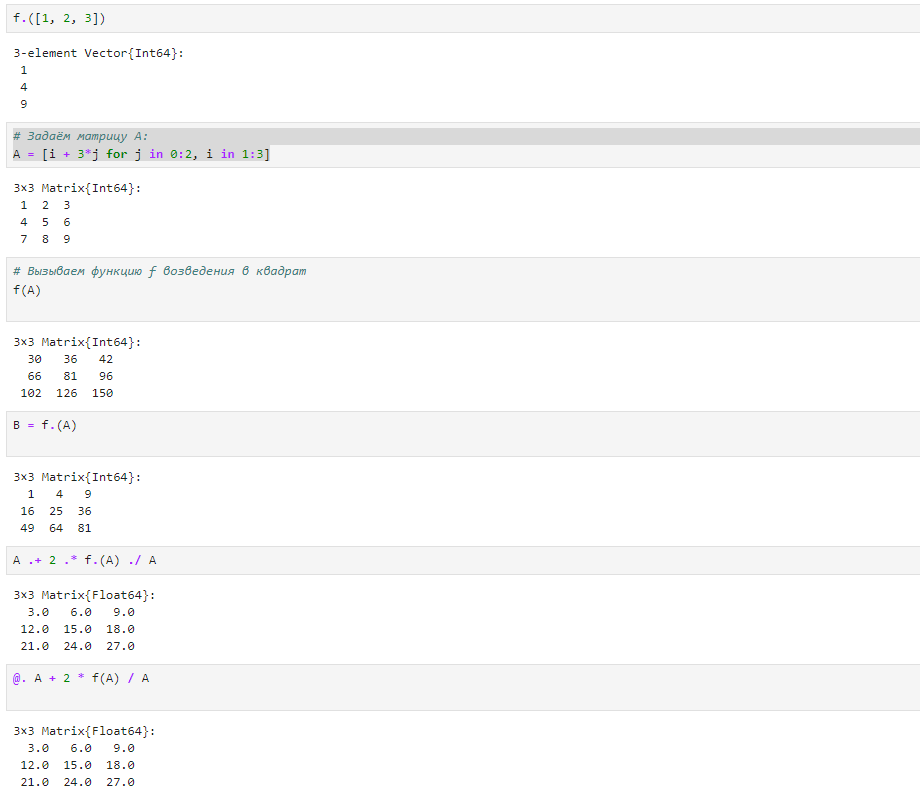 f.([1, 2, 3])
3-element Vector{Int64}:
1
4
9
# Задаём матрицу A:
A = [i + 3*j for j in 0:2, i in 1:3]
3×3 Matrix{Int64}:
1 2 3
4 5 6
7 8 9
# Вызываем функцию f возведения в квадрат
f(A)
3×3 Matrix{Int64}:
30 36 42
66 81 96
102 126 150
B = f.(A)
3×3 Matrix{Int64}:
1 4 9
16 25 36
49 64 81
A .+ 2 .* f.(A) ./ A
3×3 Matrix{Float64}:
3.0 6.0 9.0
12.0 15.0 18.0
21.0 24.0 27.0
@. A + 2 * f(A) / A
3×3 Matrix{Float64}:
3.0 6.0 9.0
12.0 15.0 18.0
21.0 24.0 27.0